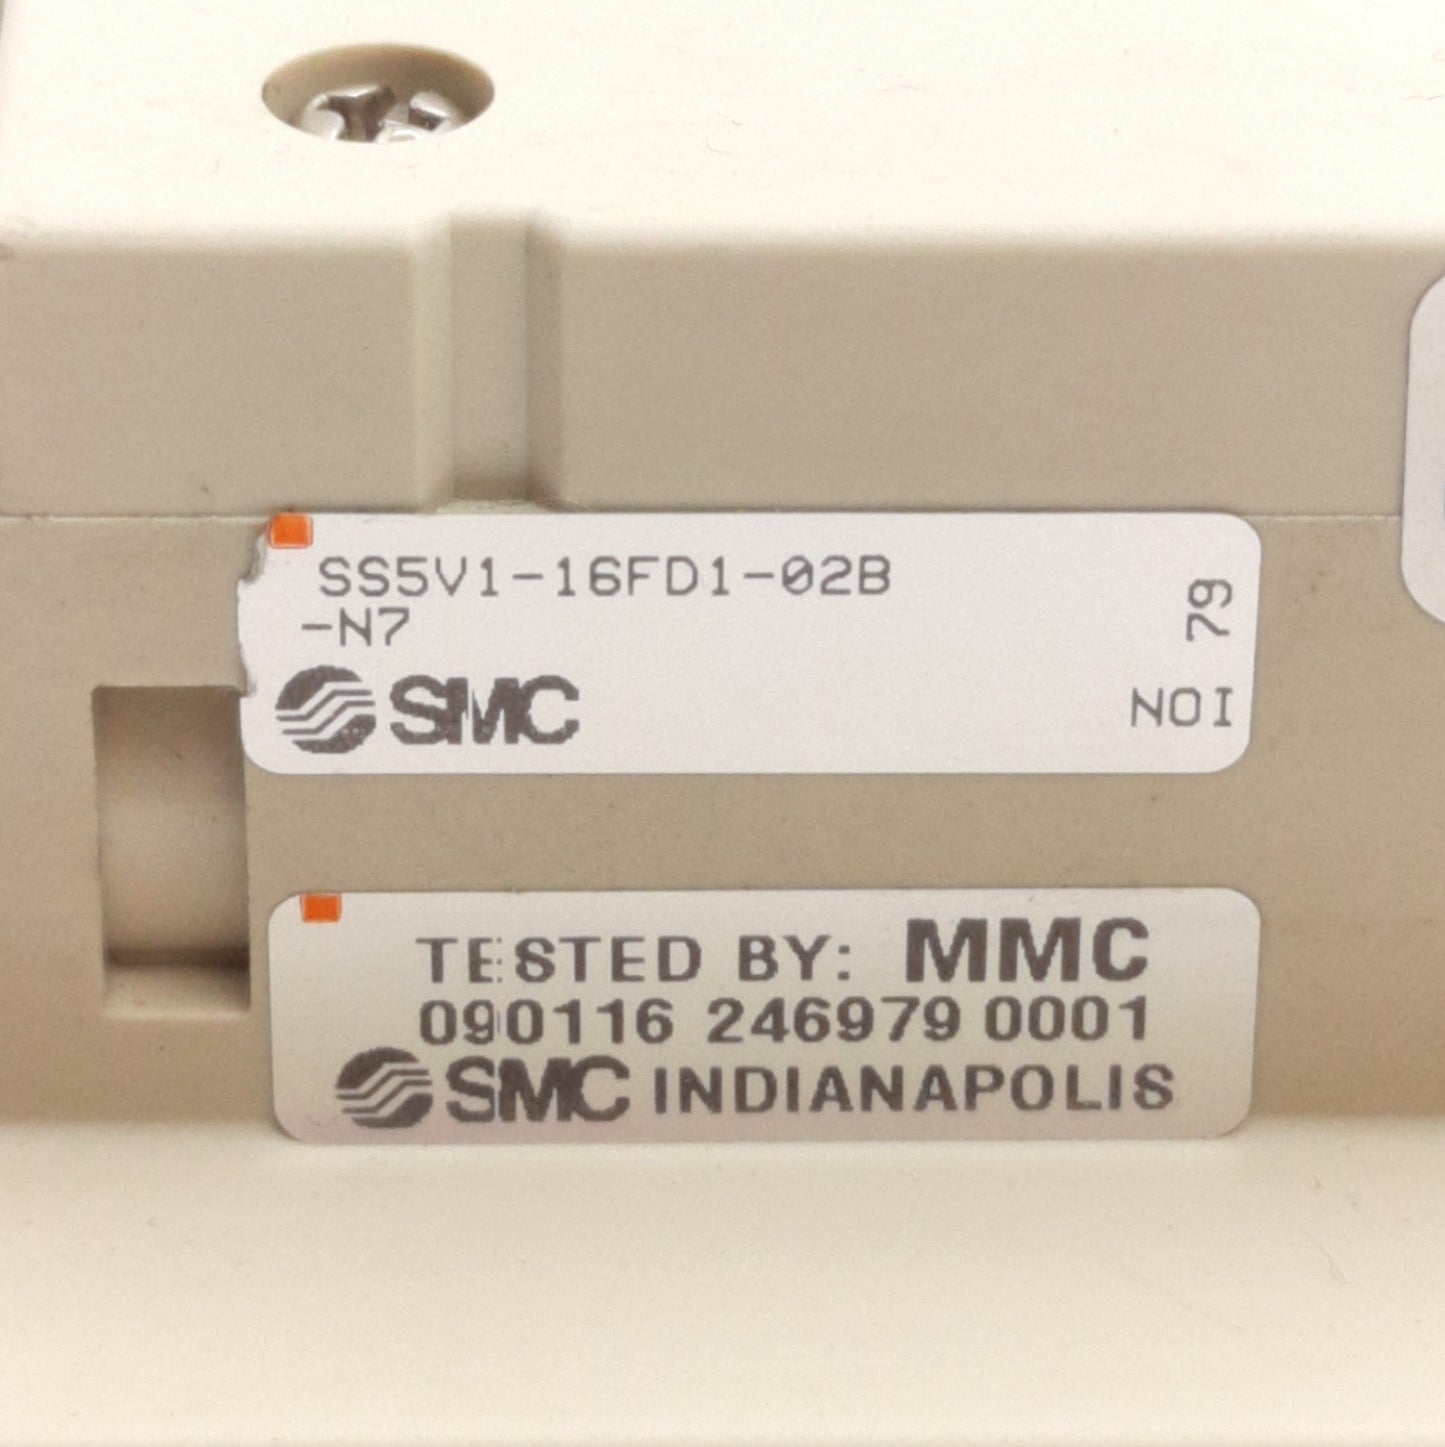 SS5V1-16FD1-02B
-N7
79
SMC
NOI
TESTED BY: MMC
090116 246979 0001
SMC INDIANAPOLIS